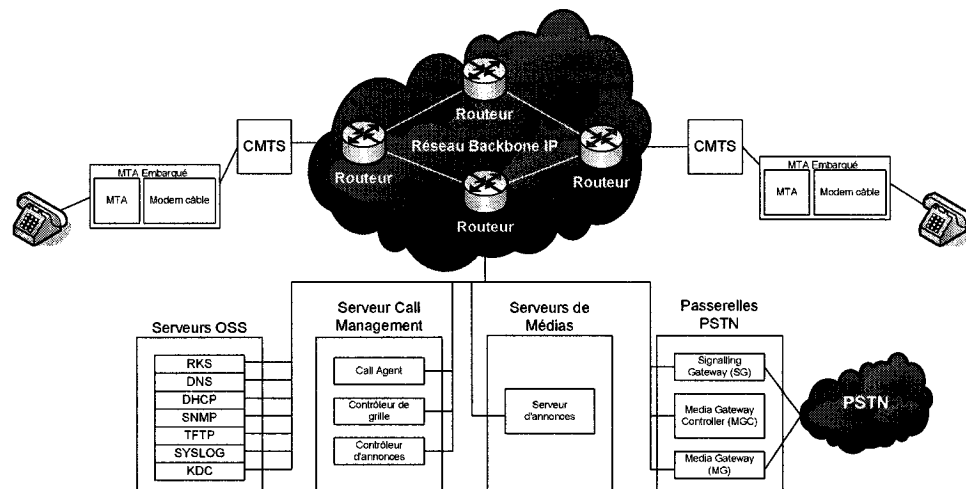 Routeur
Réseau Backbone IP
Routeur
Routeur
Routeur
CMTS
CMTS
MTA Embarqué
MTA
Modem câble
MTA Embarqué
MTA
Modem câble
Serveurs OSS
RKS
DNS
DHCP
SNMP
TFTP
SYSLOG
KDC
Serveur Call
Management
Call Agent
Contrôleur de
grille
Contrôleur
d'annonces
Serveurs de
Médias
Serveur
d'annonces
Passerelles
PSTN
Signalling
Gateway (SG)
Media Gateway
Controller (MGC)
Media Gateway
(MG)
PSTN